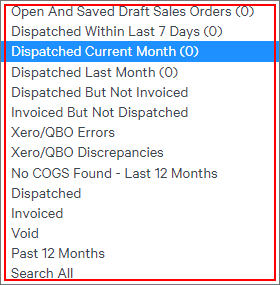 Open And Saved Draft Sales Orders (0)
Dispatched Within Last 7 Days (0)
Dispatched Current Month (0)
Dispatched Last Month (0)
Dispatched But Not Invoiced
Invoiced But Not Dispatched
Xero/QBO Errors
Xero/QBO Discrepancies
No COGS Found - Last 12 Months
Dispatched
Invoiced
Void
Past 12 Months
Search All